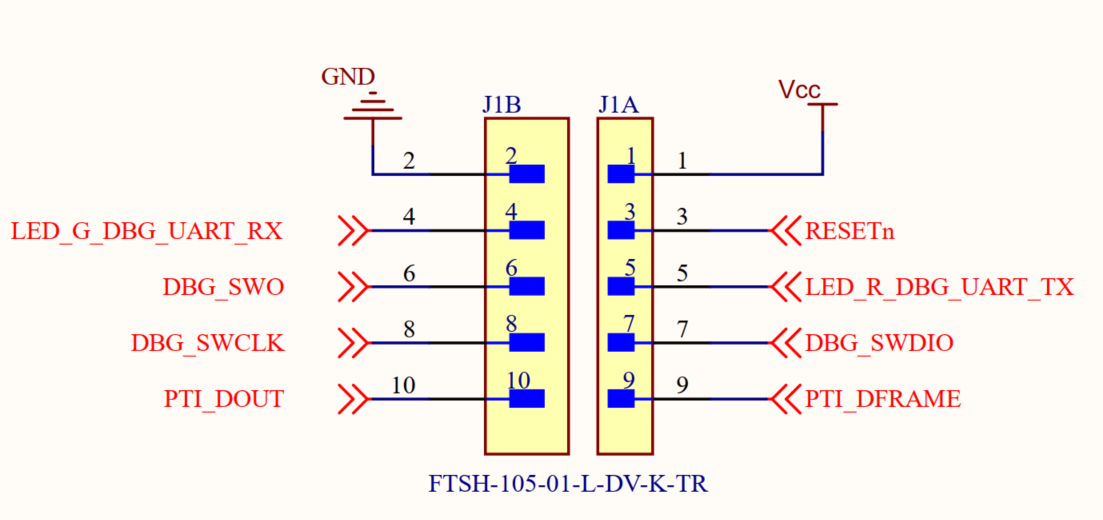 GND
Vcc
J1B
J1A
2 2 1 1
LED_G_DBG_UART_RX 4 4 3 3 RESETn
DBG_SWO 6 6 5 5 LED_R_DBG_UART_TX
DBG_SWCLK 8 8 7 7 DBG_SWDIO
PTI_DOUT 10 10 9 9 PTI_DFRAME
FTSH-105-01-L-DV-K-TR